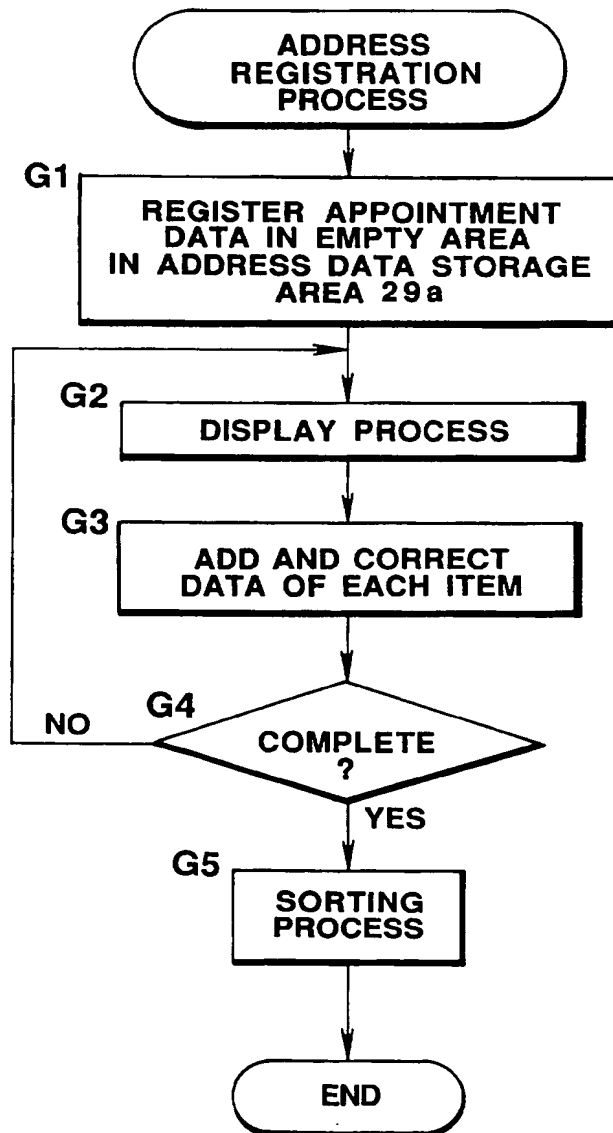 ADDRESS
REGISTRATION
PROCESS
G1
REGISTER APPOINTMENT
DATA IN EMPTY AREA
IN ADDRESS DATA STORAGE
AREA 29a
G2
DISPLAY PROCESS
G3
ADD AND CORRECT
DATA OF EACH ITEM
G4
NO
COMPLETE
?
YES
G5
SORTING
PROCESS
END